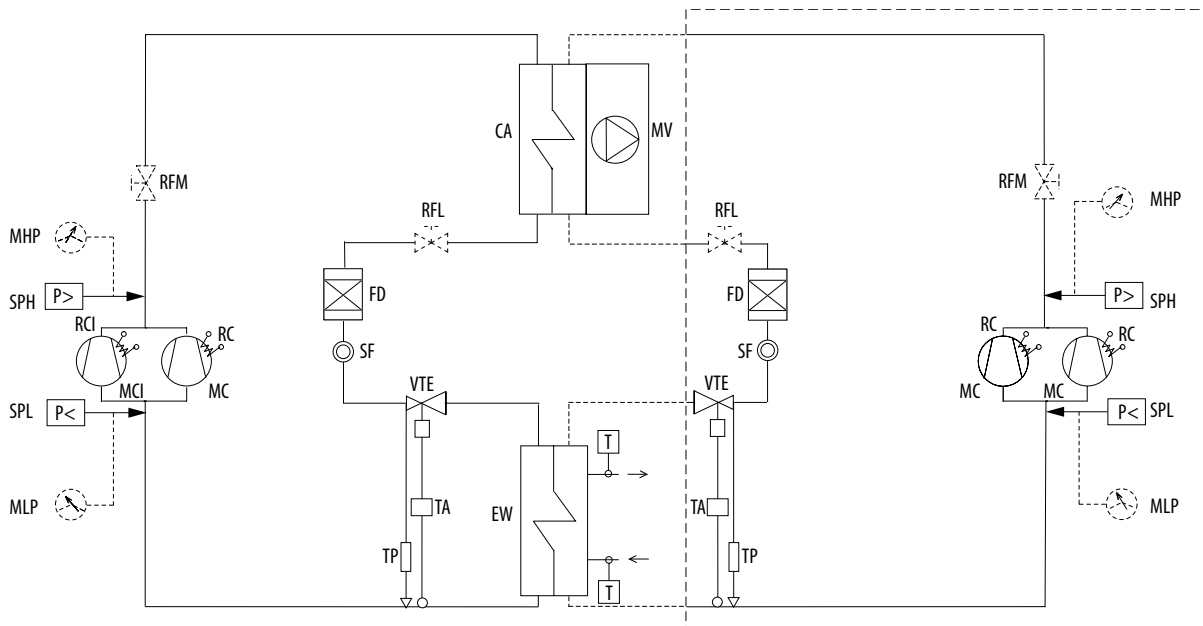 CA
MV
RFM
RFM
MHP
MHP
RFL
RFL
SPH
P>
FD
FD
P>
SPH
RCI
RC
RC
RC
SF
SF
MCI
MC
VTE
VTE
MC
MC
SPL
P<
P<
SPL
T
MLP
TA
EW
TA
MLP
TP
TP
T